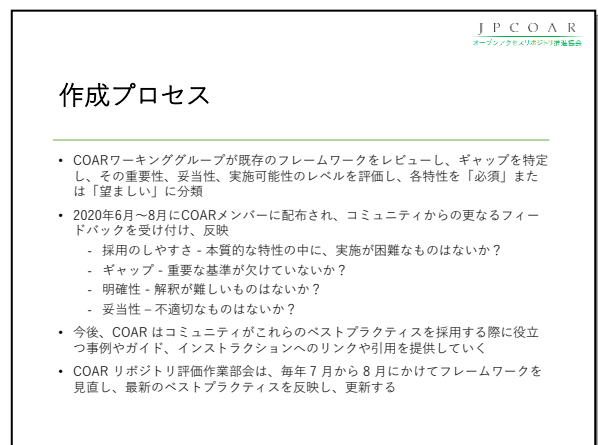 JPCOAR
オープンアクセスリポジトリ推進協会
作成プロセス
• COARワーキンググループが既存のフレームワークをレビューし、ギャップを特定
し、その重要性、妥当性、実施可能性のレベルを評価し、各特性を「必須」また
は「望ましい」に分類
• 2020年6月～8月にCOARメンバーに配布され、コミュニティからの更なるフィー
ドバックを受け付け、反映
- 採用のしやすさ - 本質的な特性の中に、実施が困難なものはないか？
- ギャップ - 重要な基準が欠けていないか？
- 明確性 - 解釈が難しいものはないか？
- 妥当性 – 不適切なものはないか？
• 今後、COAR はコミュニティがこれらのベストプラクティスを採用する際に役立
つ事例やガイド、インストラクションへのリンクや引用を提供していく
• COAR リポジトリ評価作業部会は、毎年 7 月から 8 月にかけてフレームワークを
見直し、最新のベストプラクティスを反映し、更新する